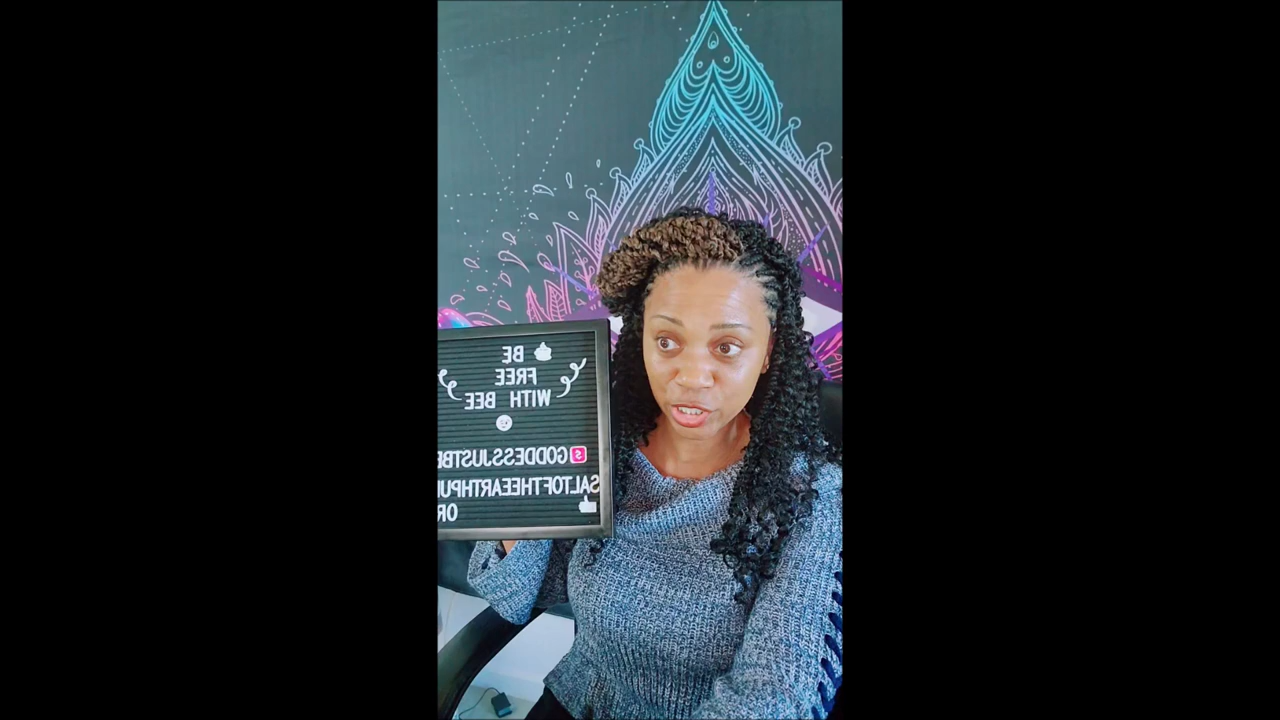 BE
FREE
WITH BEE
$GODDESSJUSTBE
SALTOFTHEEARTHPU
OR